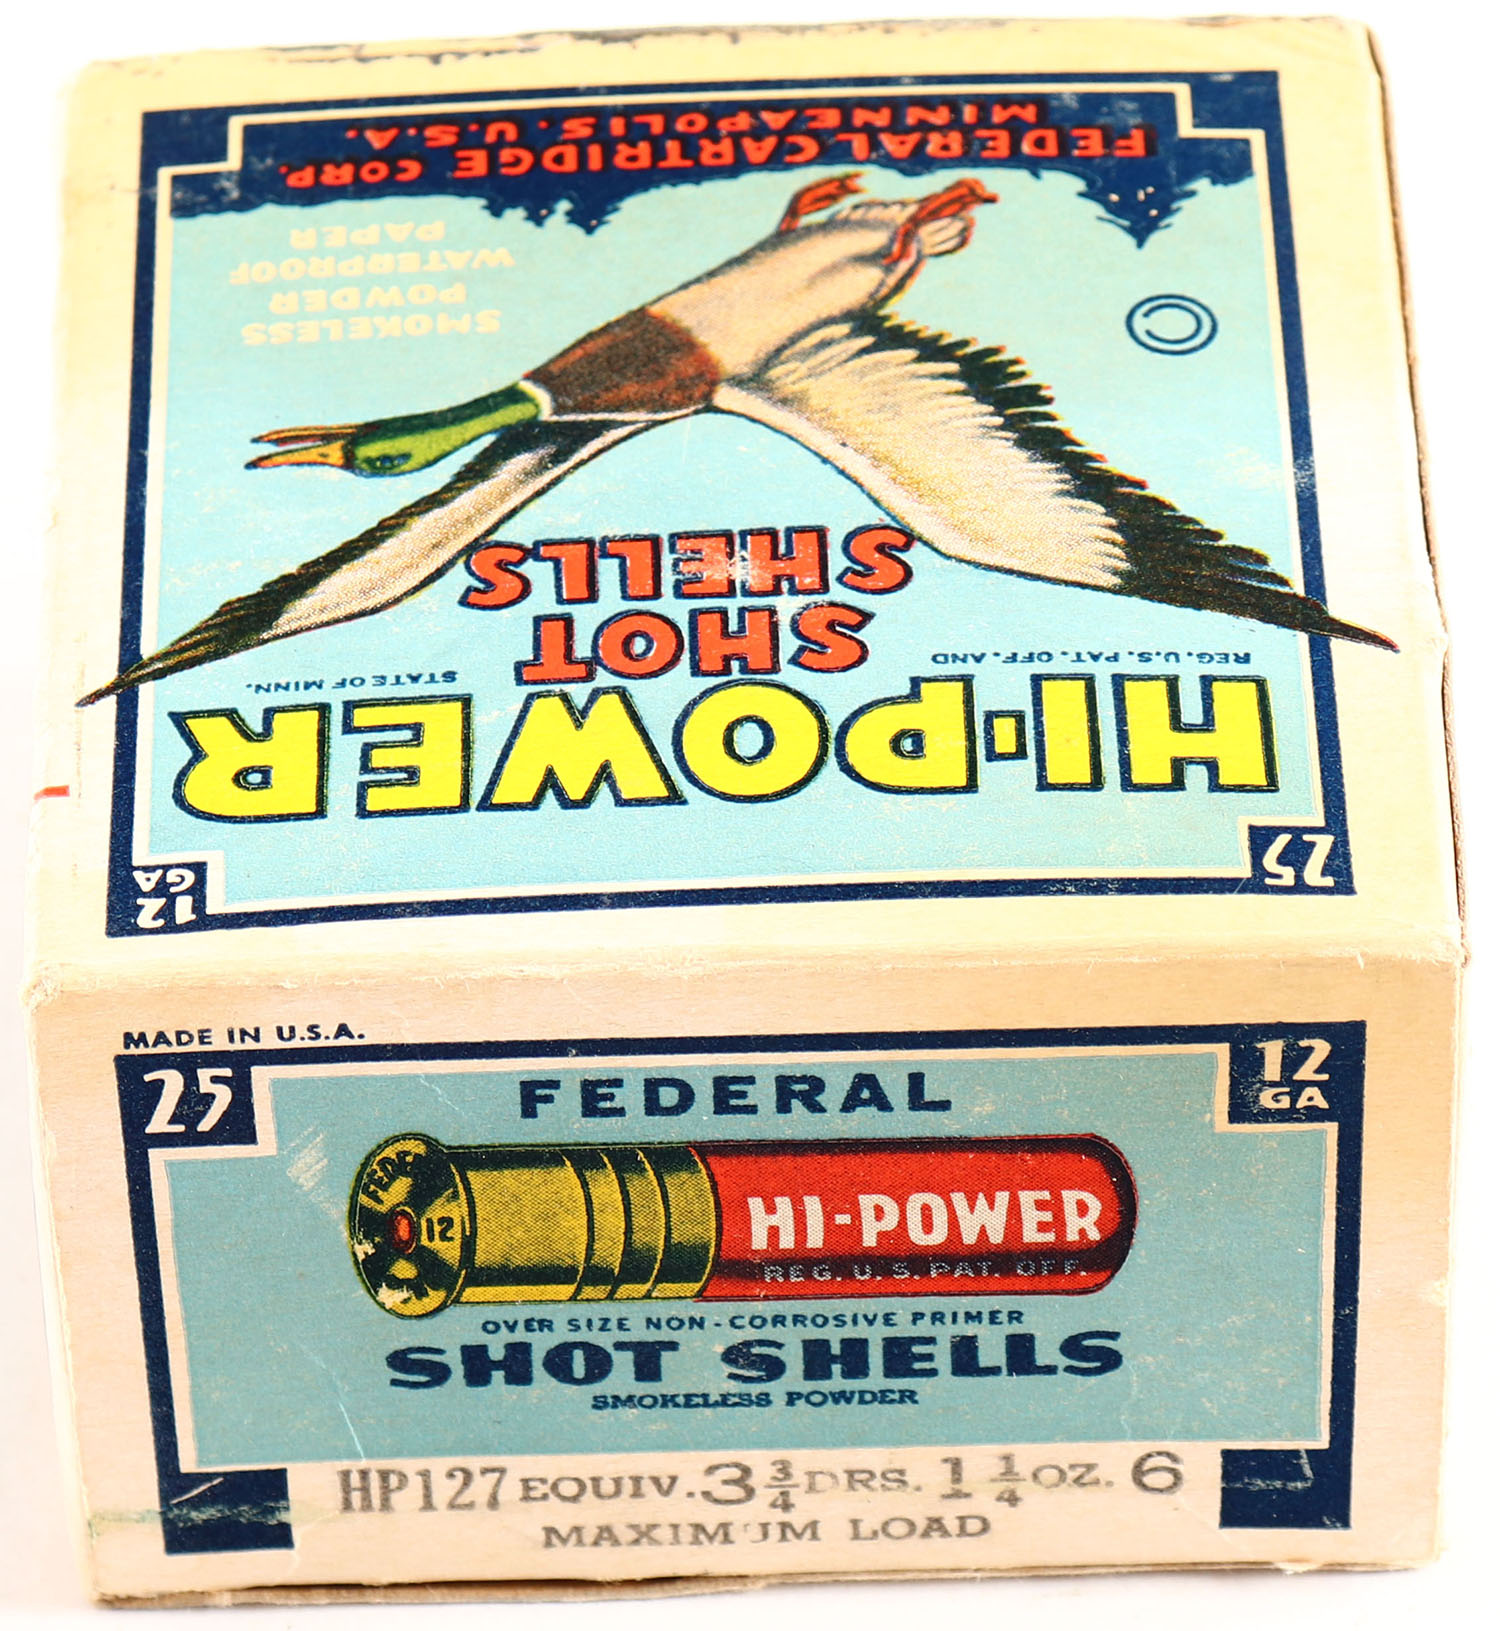 25
12
GA
HI-POWER
REG. U.S. PAT. OFF. AND
STATE OF MINN.
SHOT
SHELLS
C
SMOKELESS
POWDER
WATERPROOF
PAPER
FEDERAL CARTRIDGE CORP.
MINNEAPOLIS. U.S.A.
MADE IN U.S.A.
25
FEDERAL
12
GA
FEDE
12
HI-POWER
REG. U. S. PAT. OFF.
OVER SIZE NON-CORROSIVE PRIMER
SHOT SHELLS
SMOKELESS POWDER
HP127 EQUIV. 3 3/4 DRS. 1 1/4 OZ. 6
MAXIMUM LOAD